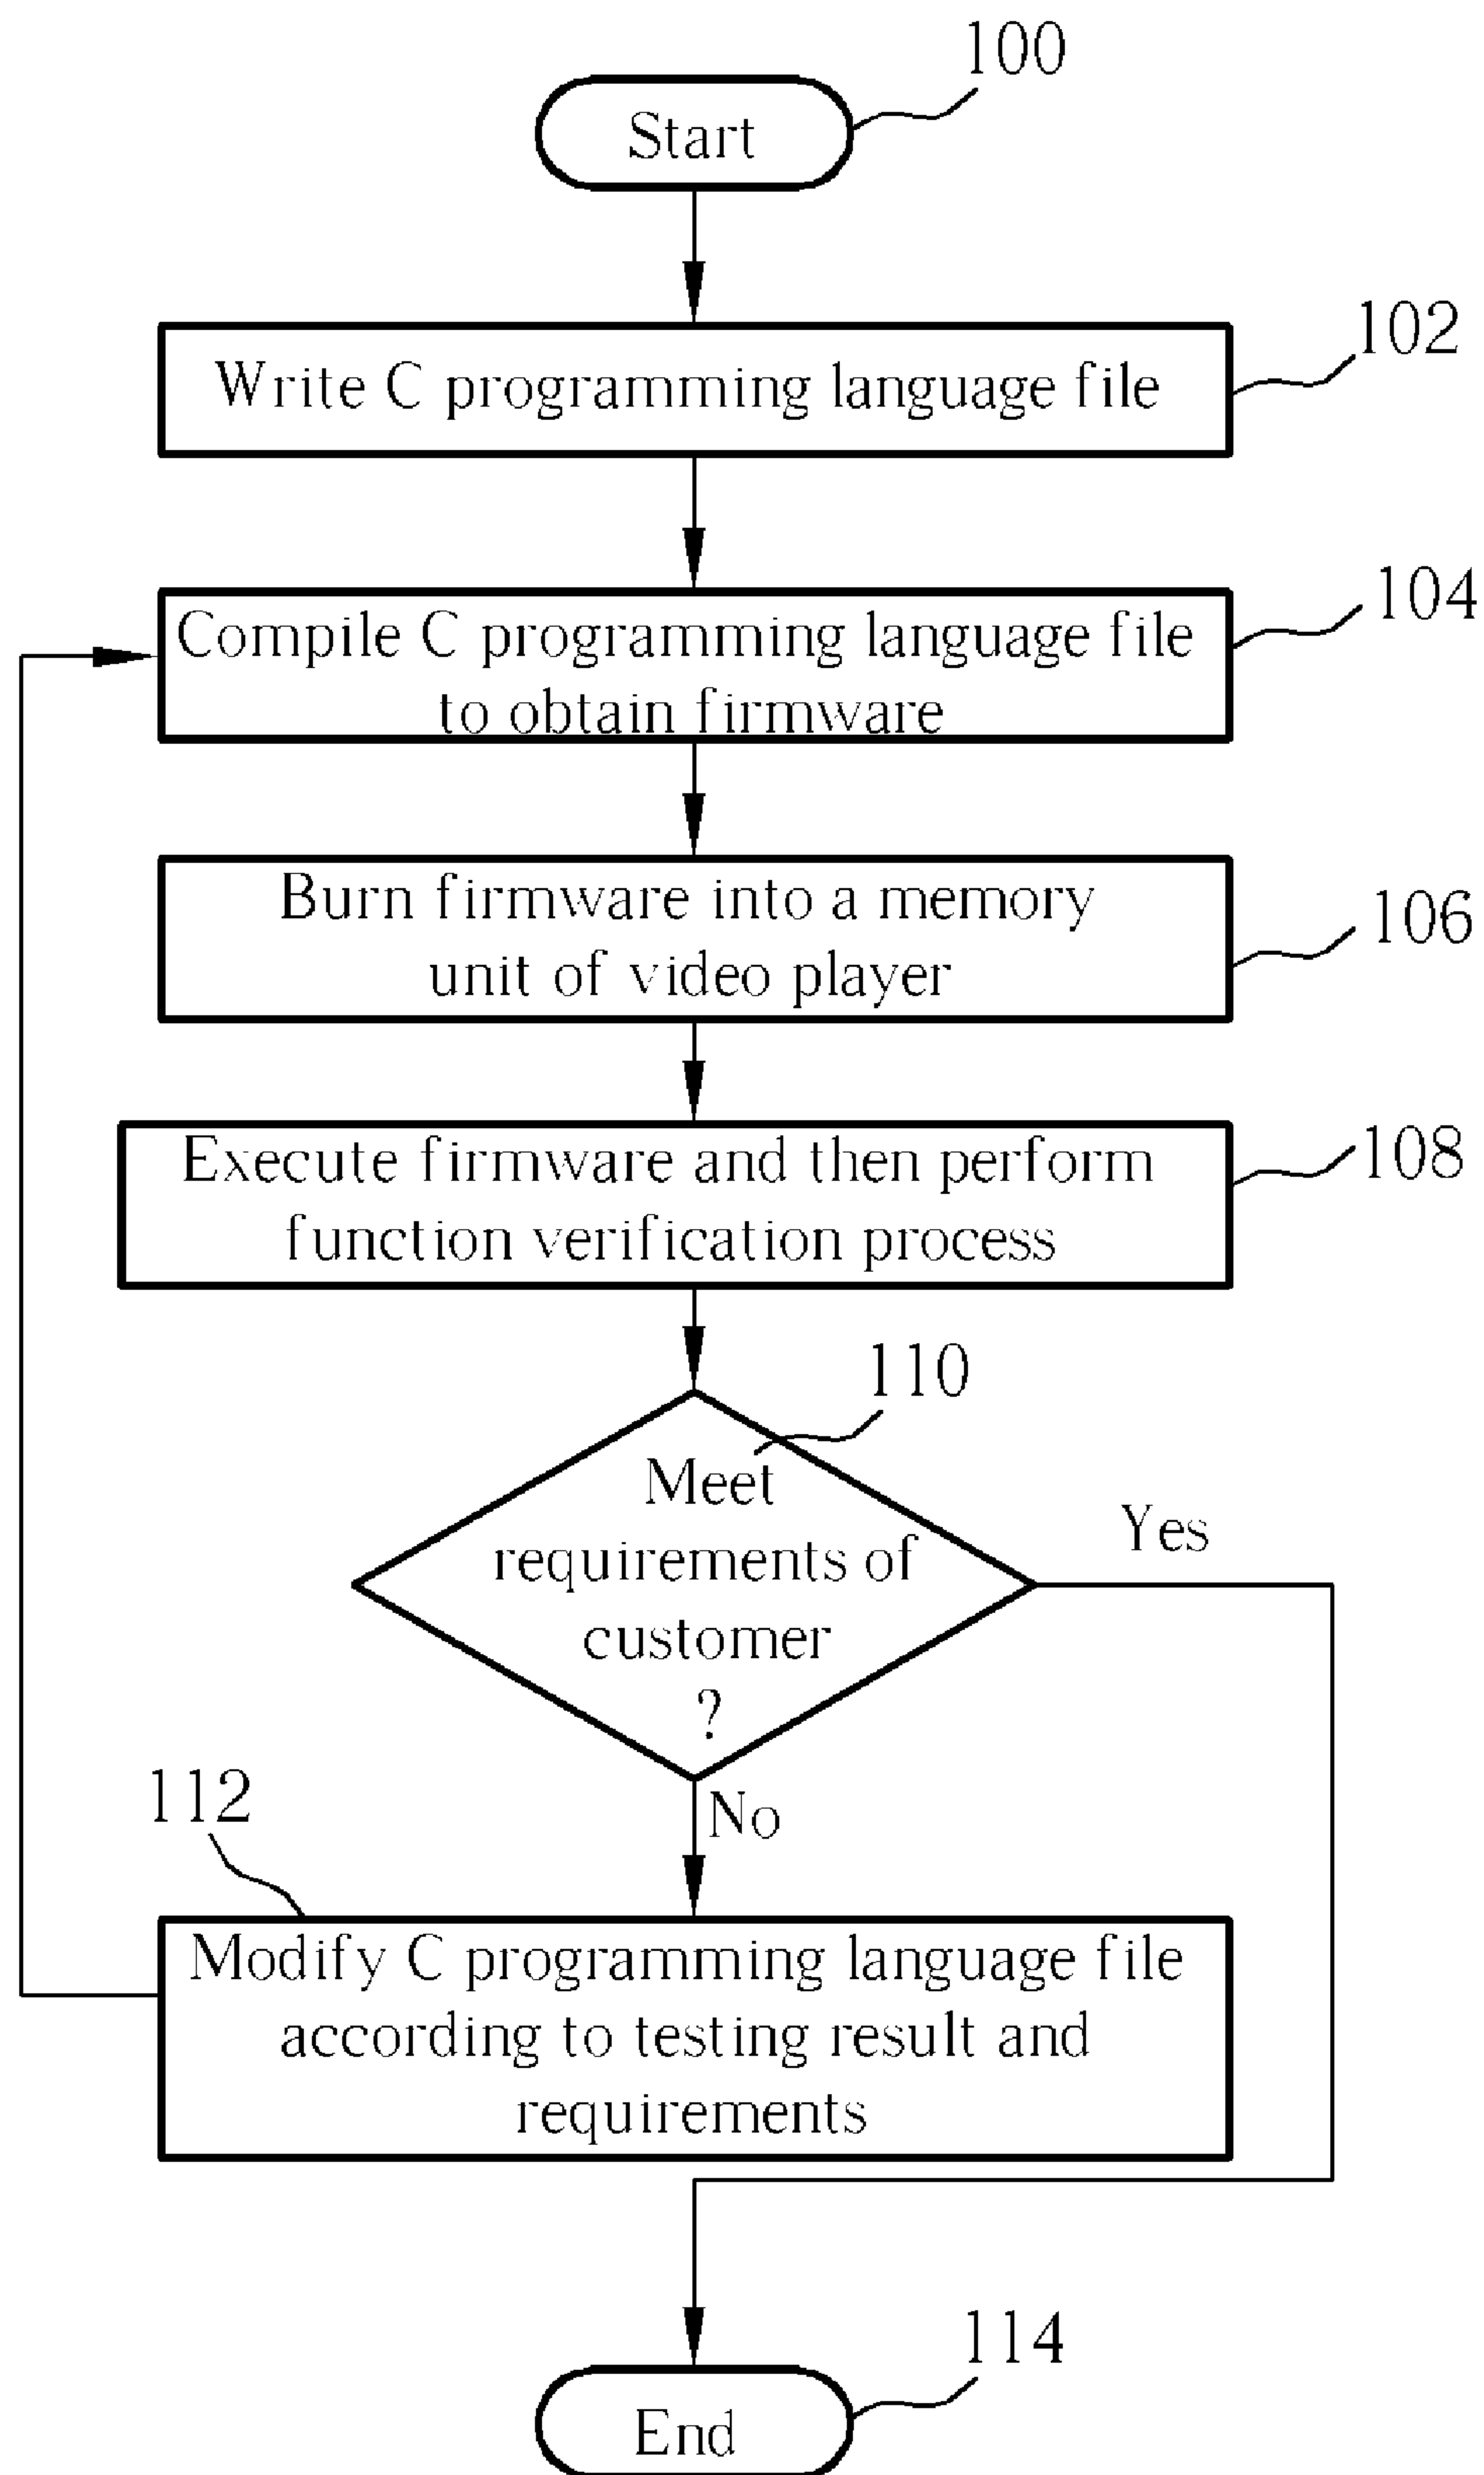 100
Start
102
Write C programming language file
104
Compile C programming language file
to obtain firmware
106
Burn firmware into a memory
unit of video player
108
Execute firmware and then perform
function verification process
110
Meet
requirements of
customer
?
Yes
No
112
Modify C programming language file
according to testing result and
requirements
114
End